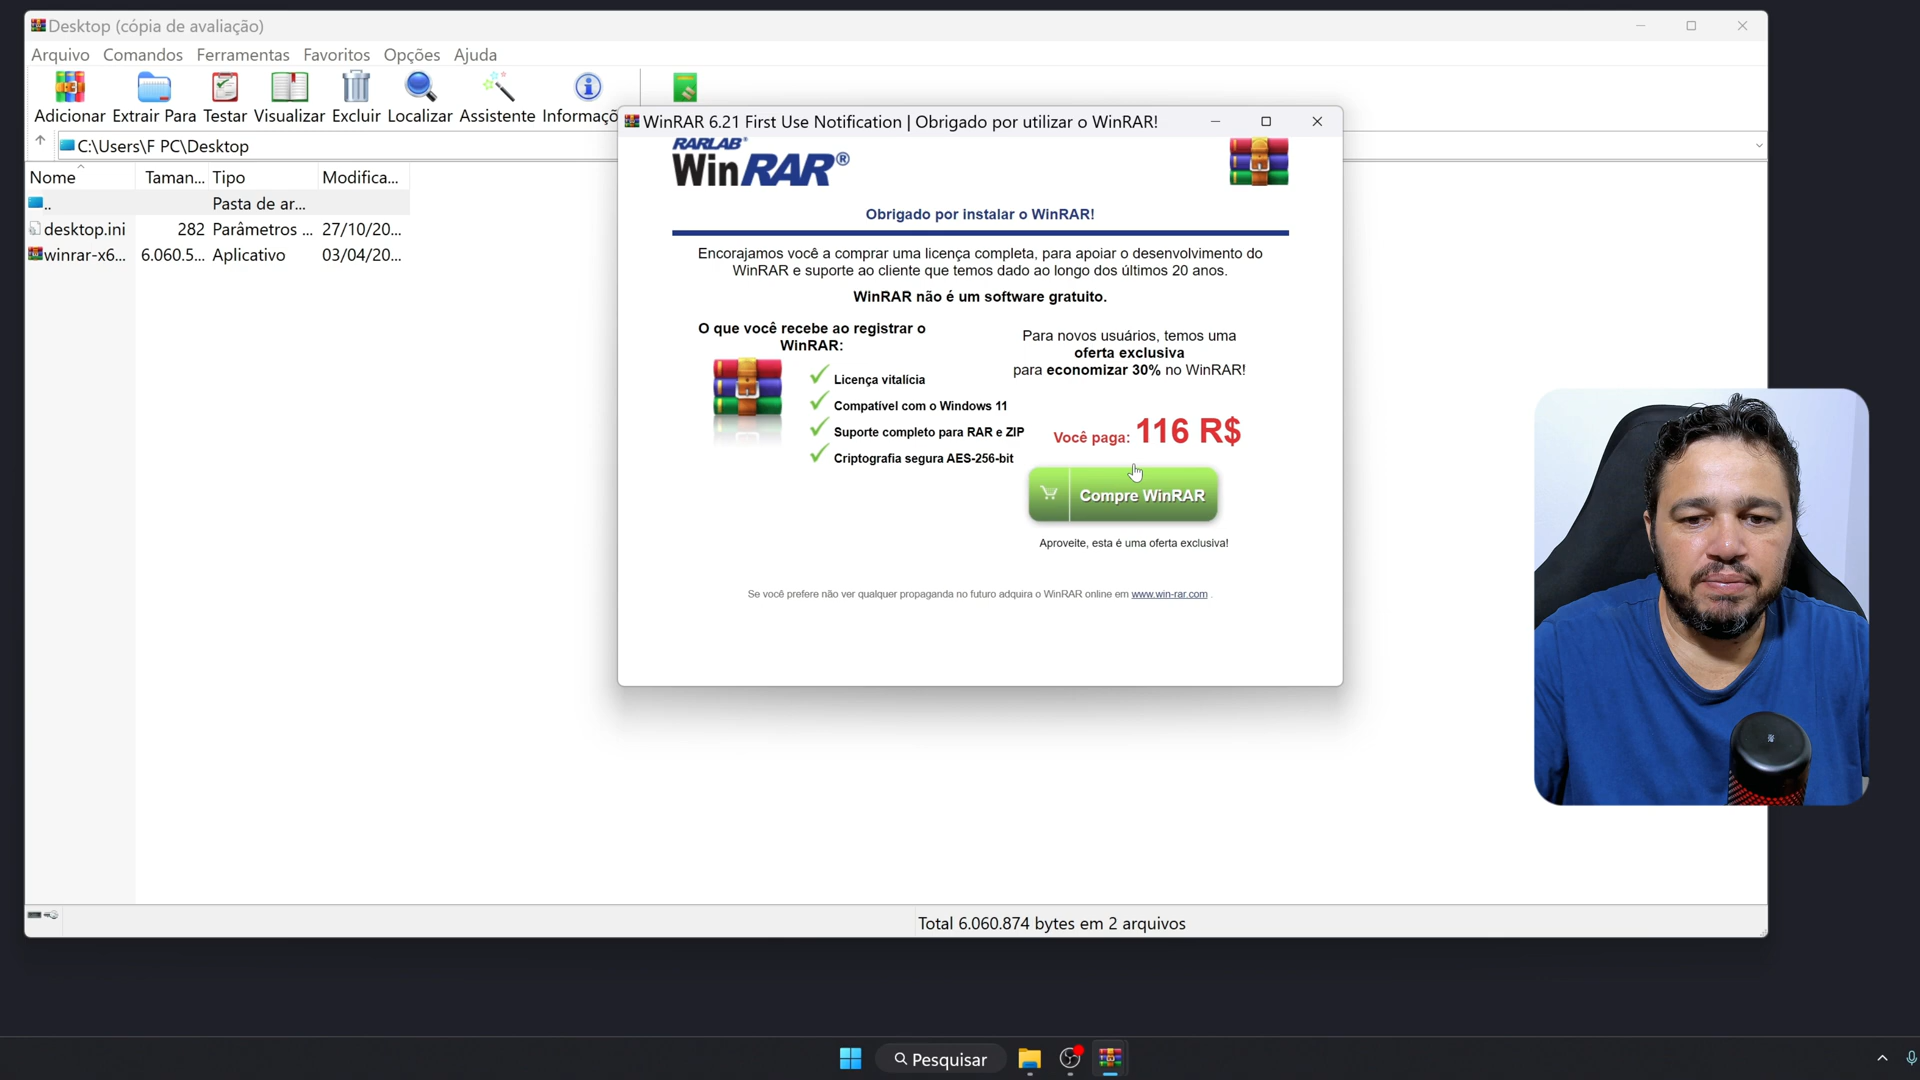 Desktop (cópia de avaliação)
Arquivo Comandos Ferramentas Favoritos Opções Ajuda
Adicionar Extrair Para Testar Visualizar Excluir Localizar Assistente Informaçõ
C:\Users\F PC\Desktop
Nome Taman... Tipo Modifica...
.. Pasta de ar...
desktop.ini 282 Parâmetros ... 27/10/20...
winrar-x6... 6.060.5... Aplicativo 03/04/20...
WinRAR 6.21 First Use Notification | Obrigado por utilizar o WinRAR!
RARLAB®
WinRAR®
Obrigado por instalar o WinRAR!
Encorajamos você a comprar uma licença completa, para apoiar o desenvolvimento do
WinRAR e suporte ao cliente que temos dado ao longo dos últimos 20 anos.
WinRAR não é um software gratuito.
O que você recebe ao registrar o
WinRAR:
Licença vitalícia
Compatível com o Windows 11
Suporte completo para RAR e ZIP
Criptografia segura AES-256-bit
Para novos usuários, temos uma
oferta exclusiva
para economizar 30% no WinRAR!
Você paga: 116 R$
Compre WinRAR
Aproveite, esta é uma oferta exclusiva!
Se você prefere não ver qualquer propaganda no futuro adquira o WinRAR online em www.win-rar.com .
Total 6.060.874 bytes em 2 arquivos
Pesquisar